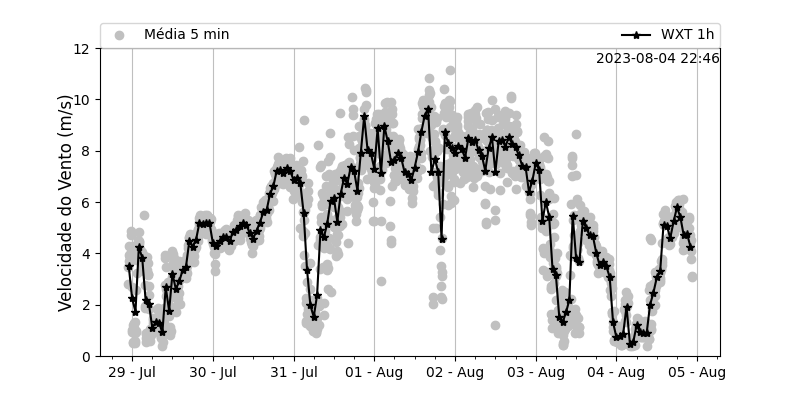 Média 5 min
WXT 1h
2023-08-04 22:46
Velocidade do Vento (m/s)
12
10
8
6
4
2
0
29 - Jul
30 - Jul
31 - Jul
01 - Aug
02 - Aug
03 - Aug
04 - Aug
05 - Aug